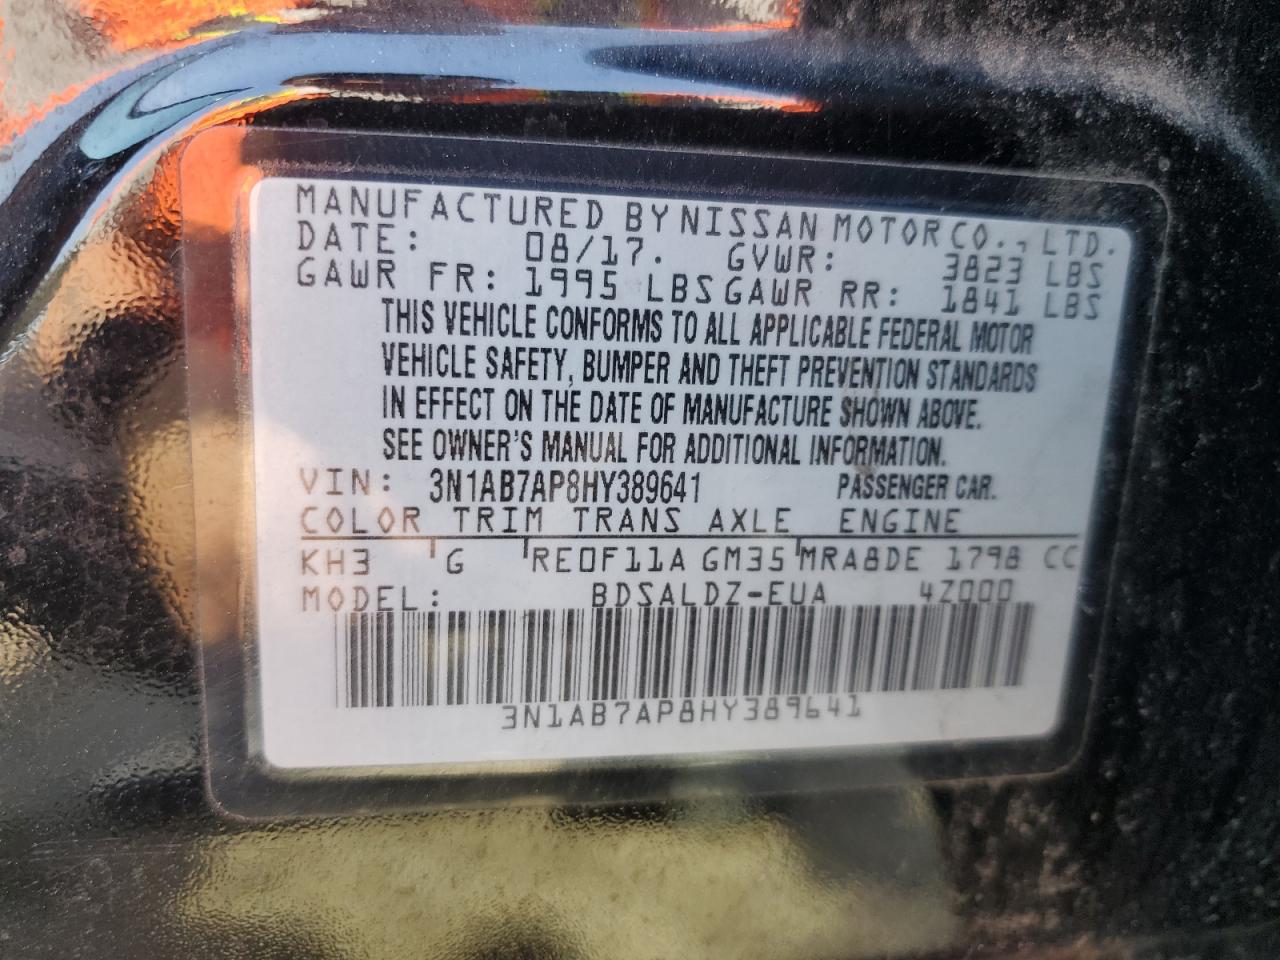 MANUFACTURED BY NISSAN MOTOR CO., LTD.
DATE: 08/17. GVWR: 3823 LBS
GAWR FR: 1995 LBS GAWR RR: 1841 LBS
THIS VEHICLE CONFORMS TO ALL APPLICABLE FEDERAL MOTOR
VEHICLE SAFETY, BUMPER AND THEFT PREVENTION STANDARDS
IN EFFECT ON THE DATE OF MANUFACTURE SHOWN ABOVE.
SEE OWNER'S MANUAL FOR ADDITIONAL INFORMATION.
VIN: 3N1AB7AP8HY389641 PASSENGER CAR.
COLOR TRIM TRANS AXLE ENGINE
KH3 G RE0F11A GM35 MRA8DE 1798 CC
MODEL: BDSALDZ-EUA 4Z000
3N1AB7AP8HY389641